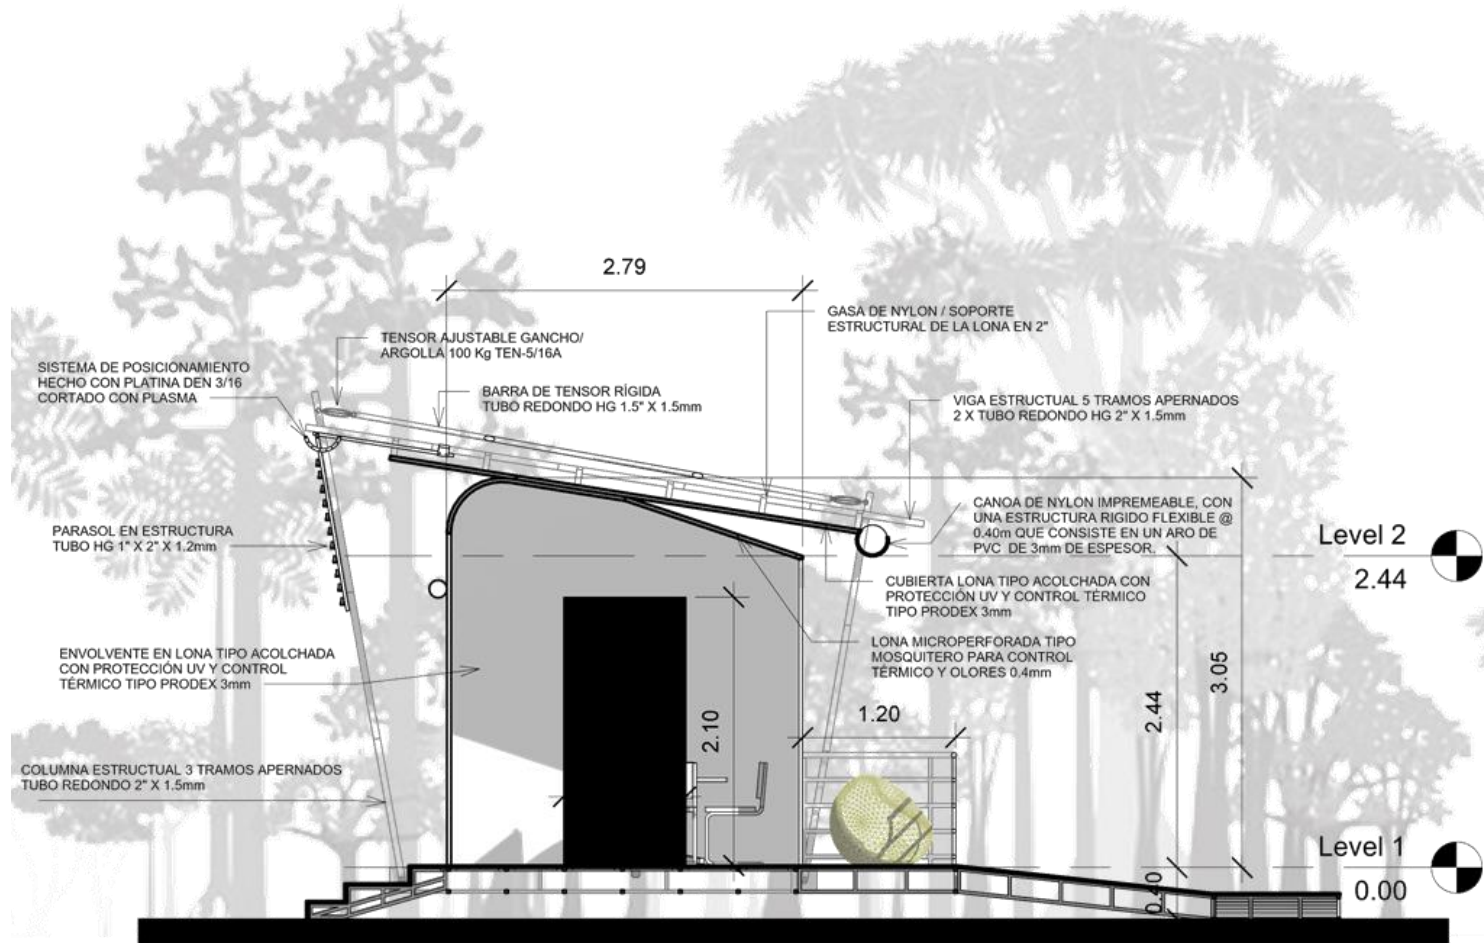 2.79
GASA DE NYLON / SOPORTE
ESTRUCTURAL DE LA LONA EN 2"
TENSOR AJUSTABLE GANCHO/
ARGOLLA 100 Kg TEN-5/16A
SISTEMA DE POSICIONAMIENTO
HECHO CON PLATINA DEN 3/16
CORTADO CON PLASMA
BARRA DE TENSOR RÍGIDA
TUBO REDONDO HG 1.5" X 1.5mm
VIGA ESTRUCTUAL 5 TRAMOS APERNADOS
2 X TUBO REDONDO HG 2" X 1.5mm
CANOA DE NYLON IMPREMEABLE, CON
UNA ESTRUCTURA RIGIDO FLEXIBLE @
0.40m QUE CONSISTE EN UN ARO DE
PVC DE 3mm DE ESPESOR.
PARASOL EN ESTRUCTURA
TUBO HG 1" X 2" X 1.2mm
Level 2
2.44
CUBIERTA LONA TIPO ACOLCHADA CON
PROTECCIÓN UV Y CONTROL TÉRMICO
TIPO PRODEX 3mm
LONA MICROPERFORADA TIPO
MOSQUITERO PARA CONTROL
TÉRMICO Y OLORES 0.4mm
ENVOLVENTE EN LONA TIPO ACOLCHADA
CON PROTECCIÓN UV Y CONTROL
TÉRMICO TIPO PRODEX 3mm
3.05
2.44
1.20
2.10
COLUMNA ESTRUCTUAL 3 TRAMOS APERNADOS
TUBO REDONDO 2" X 1.5mm
Level 1
0.00
0.40